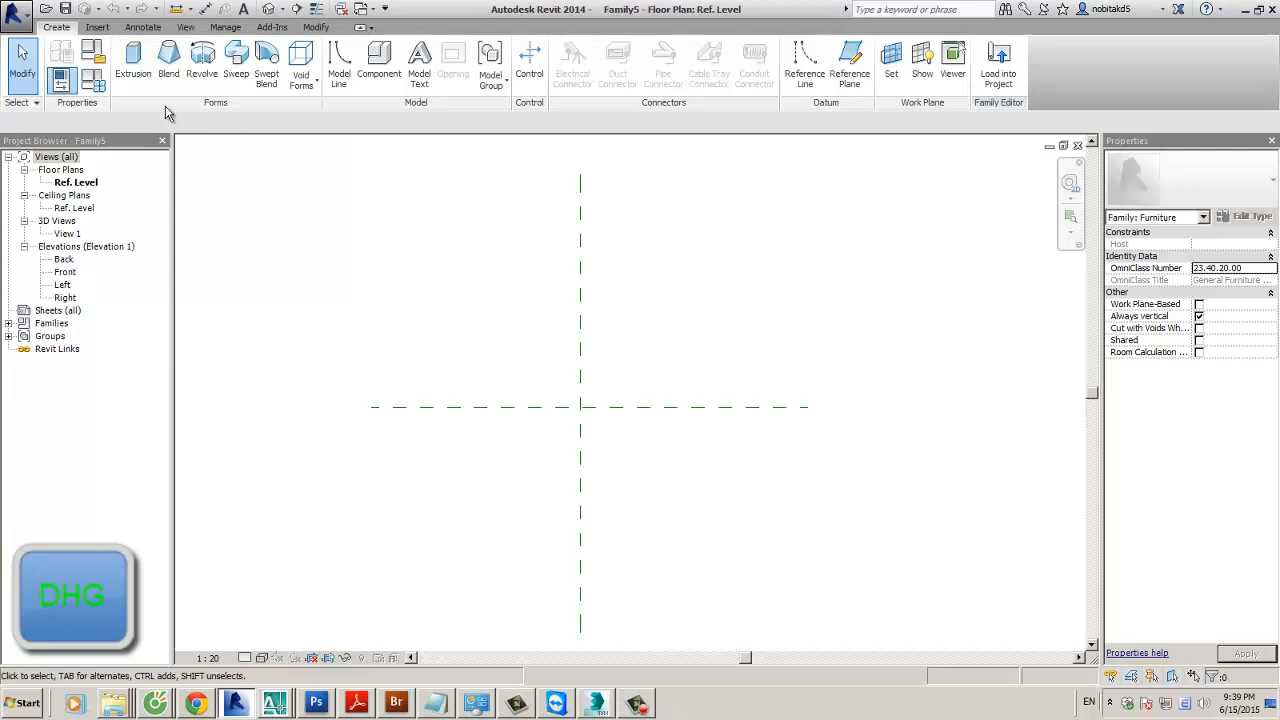 Autodesk Revit 2014 - Family5 - Floor Plan: Ref. Level
Type a keyword or phrase
nobitakd5
Create Insert Annotate View Manage Add-Ins Modify
Modify
Extrusion Blend Revolve Sweep Swept Blend Void Forms
Model Line Component Model Text Opening Model Group
Control
Electrical Connector Duct Connector Pipe Connector Cable Tray Connector Conduit Connector
Reference Line Reference Plane
Set Show Viewer
Load into Project
Select Properties Forms Model Control Connectors Datum Work Plane Family Editor
Project Browser - Family5
Views (all)
Floor Plans
Ref. Level
Ceiling Plans
Ref. Level
3D Views
View 1
Elevations (Elevation 1)
Back
Front
Left
Right
Sheets (all)
Families
Groups
Revit Links
DHG
2D
Properties
Family: Furniture Edit Type
Constraints
Host
Identity Data
OmniClass Number 23.40.20.00
OmniClass Title General Furniture ...
Other
Work Plane-Based
Always vertical
Cut with Voids Wh...
Shared
Room Calculation ...
Properties help Apply
1:20
Click to select, TAB for alternates, CTRL adds, SHIFT unselects.
:0
Start
Ps
Br
MAX
EN
9:39 PM
6/15/2015